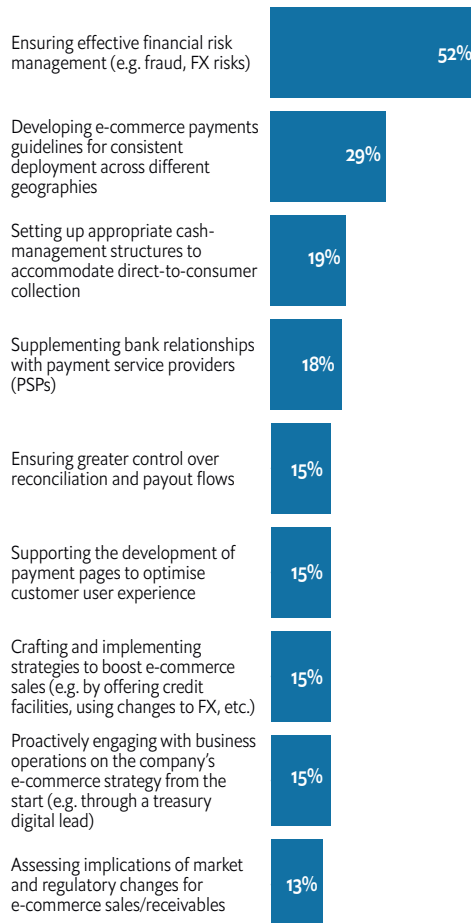 Ensuring effective financial risk
management (e.g. fraud, FX risks)
52%
Developing e-commerce payments
guidelines for consistent
deployment across different
geographies
29%
Setting up appropriate cash-
management structures to
accommodate direct-to-consumer
collection
19%
Supplementing bank relationships
with payment service providers
(PSPs)
18%
Ensuring greater control over
reconciliation and payout flows
15%
Supporting the development of
payment pages to optimise
customer user experience
15%
Crafting and implementing
strategies to boost e-commerce
sales (e.g. by offering credit
facilities, using changes to FX, etc.)
15%
Proactively engaging with business
operations on the company's
e-commerce strategy from the
start (e.g. through a treasury
digital lead)
15%
Assessing implications of market
and regulatory changes for
e-commerce sales/receivables
13%